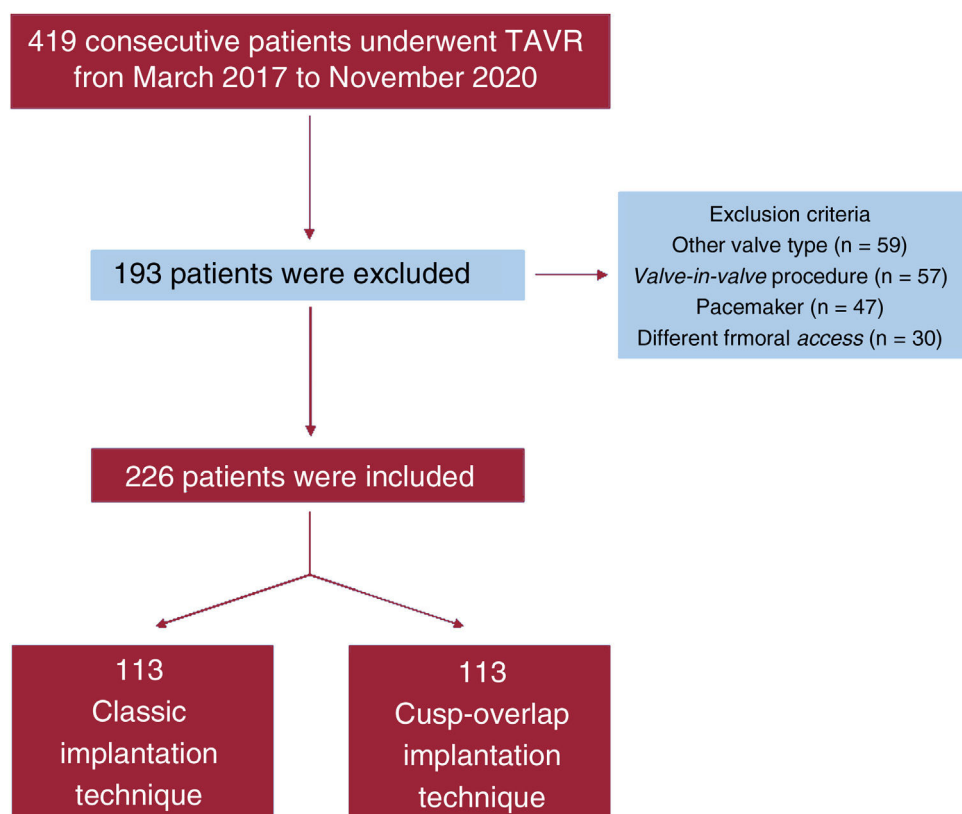 419 consecutive patients underwent TAVR
fron March 2017 to November 2020
193 patients were excluded
Exclusion criteria
Other valve type (n = 59)
Valve-in-valve procedure (n = 57)
Pacemaker (n = 47)
Different frmoral access (n = 30)
226 patients were included
113
Classic
implantation
technique
113
Cusp-overlap
implantation
technique